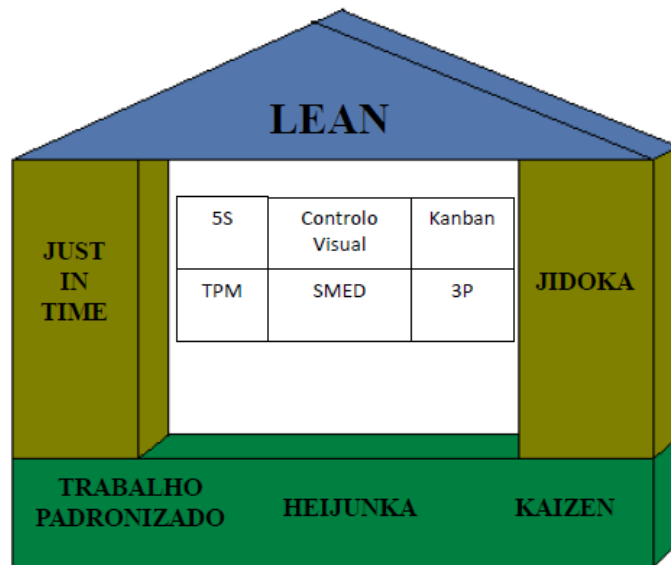 LEAN
JUST
IN
TIME
5S
Controlo
Visual
Kanban
TPM
SMED
3P
JIDOKA
TRABALHO
PADRONIZADO
HEIJUNKA
KAIZEN